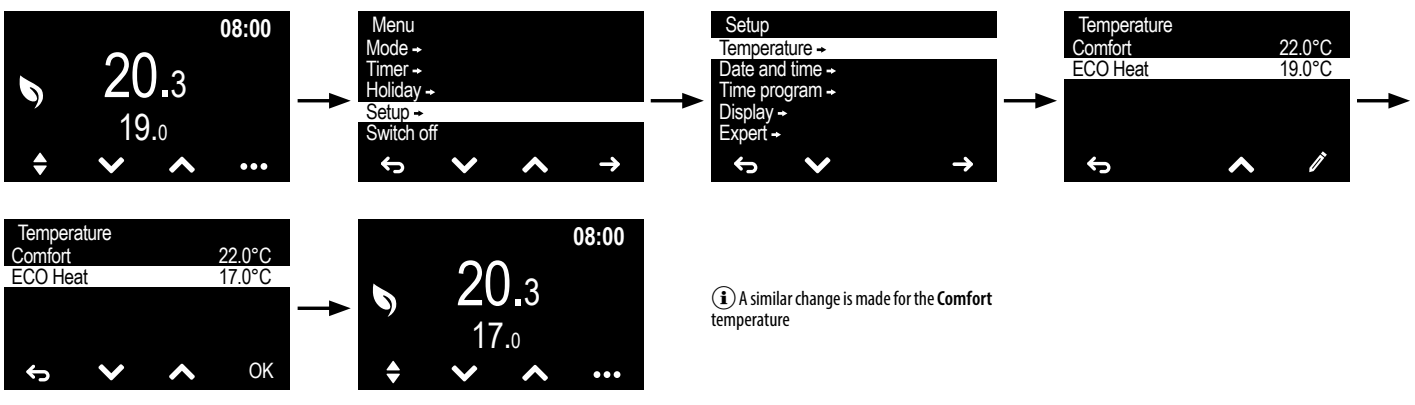 08:00
20.3
19.0
Menu
Mode →
Timer →
Holiday →
Setup →
Switch off
Setup
Temperature →
Date and time →
Time program →
Display →
Expert →
Temperature
Comfort 22.0°C
ECO Heat 19.0°C
Temperature
Comfort 22.0°C
ECO Heat 17.0°C
OK
08:00
20.3
17.0
A similar change is made for the Comfort
temperature